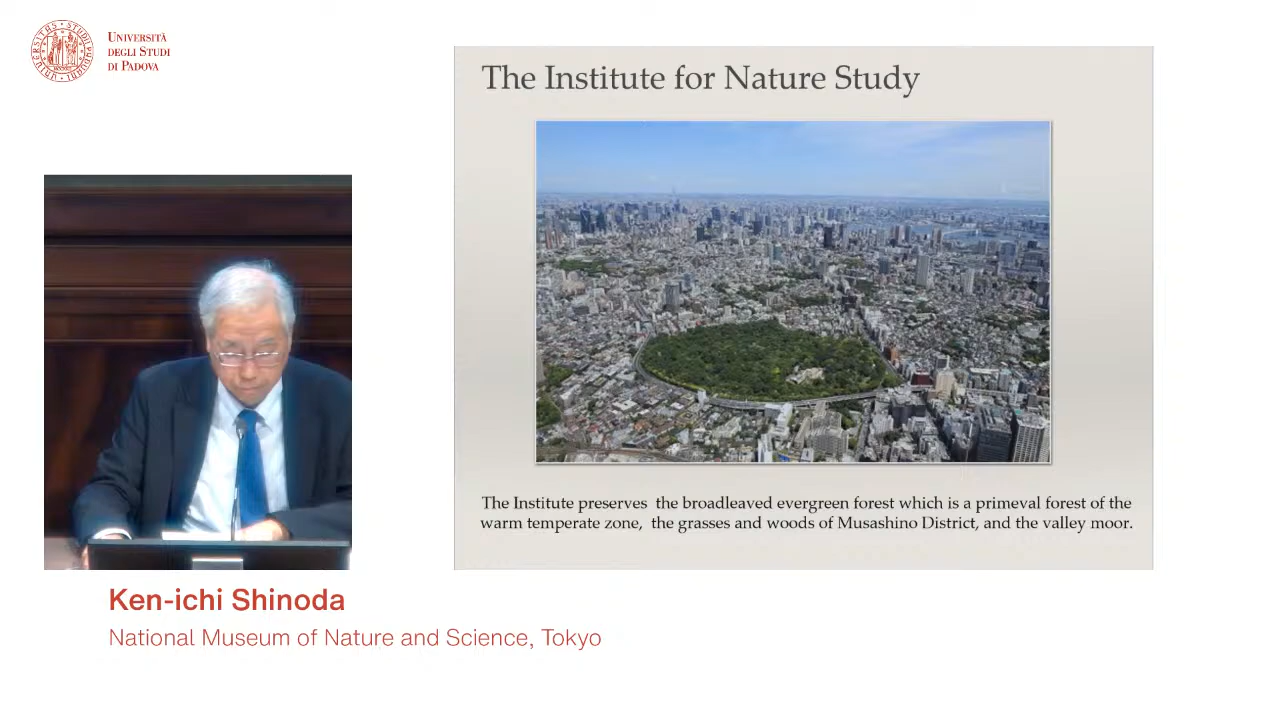 UNIVERSITÀ
DEGLI STUDI
DI PADOVA
The Institute for Nature Study
The Institute preserves the broadleaved evergreen forest which is a primeval forest of the
warm temperate zone, the grasses and woods of Musashino District, and the valley moor.
Ken-ichi Shinoda
National Museum of Nature and Science, Tokyo